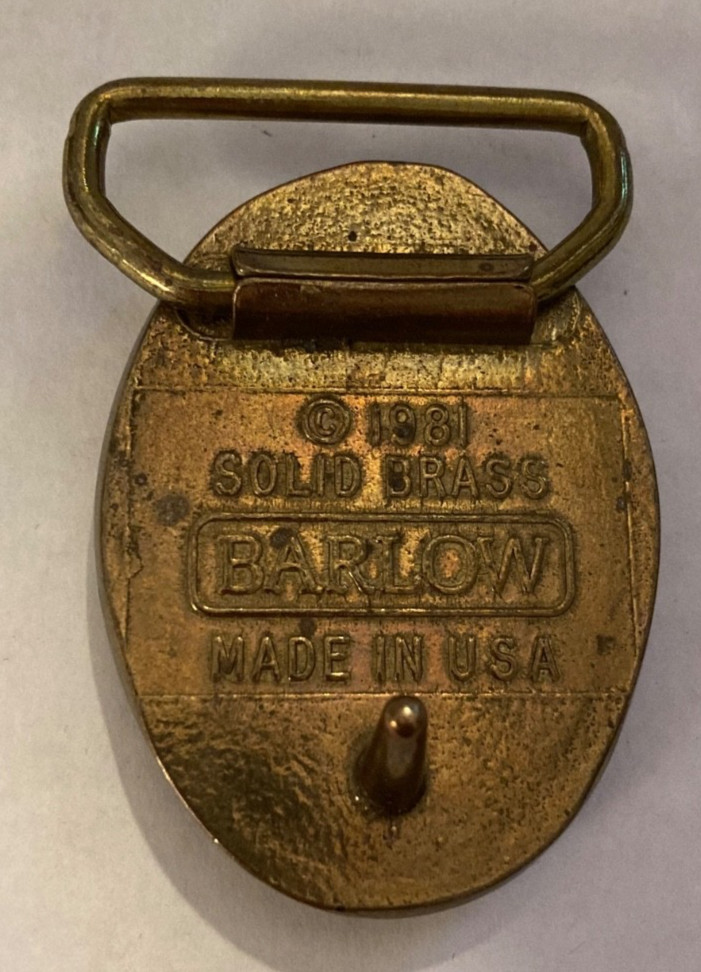 © 1981
SOLID BRASS
BARLOW
MADE IN USA